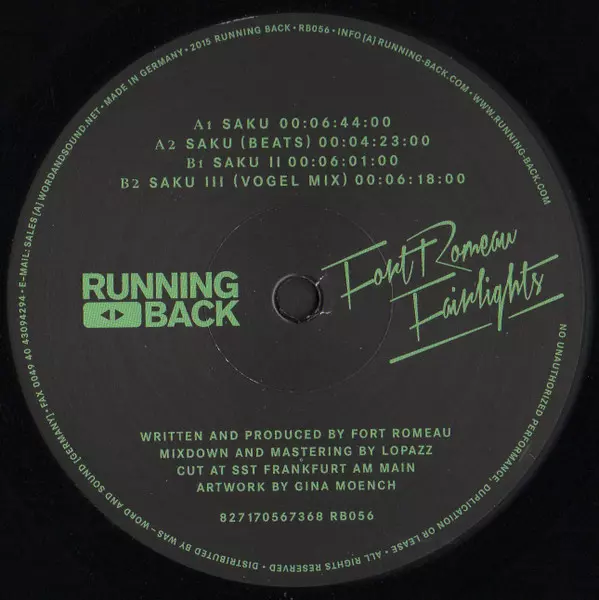 A1 SAKU 00:06:44:00
A2 SAKU (BEATS) 00:04:23:00
B1 SAKU II 00:06:01:00
B2 SAKU III (VOGEL MIX) 00:06:18:00
RUNNING
BACK
Fort Romeau
Fairlights
WRITTEN AND PRODUCED BY FORT ROMEAU
MIXDOWN AND MASTERING BY LOPAZZ
CUT AT SST FRANKFURT AM MAIN
ARTWORK BY GINA MOENCH
827170567368 RB056
NO UNAUTHORIZED PERFORMANCE, DUPLICATION OR LEASE • ALL RIGHTS RESERVED • DISTRIBUTED BY WAS–WORD AND SOUND (GERMANY) • FAX 0049 40 43094294 • E-MAIL: SALES [A] WORDANDSOUND.NET • MADE IN GERMANY • 2015 RUNNING BACK • RB056 • INFO [A] RUNNING-BACK.COM • WWW.RUNNING-BACK.COM